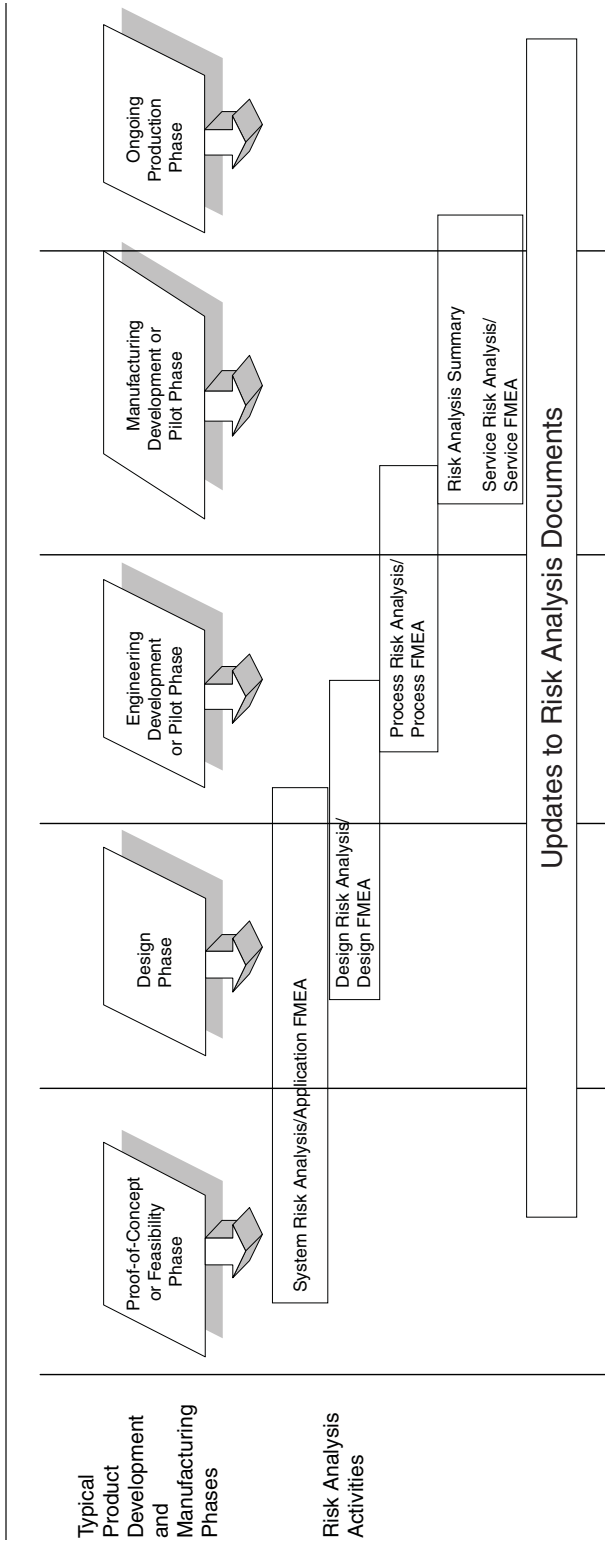 Typical
Product
Development
and
Manufacturing
Phases
Proof-of-Concept
or Feasibility
Phase
Design
Phase
Engineering
Development
or Pilot Phase
Manufacturing
Development or
Pilot Phase
Ongoing
Production
Phase
Risk Analysis
Activities
System Risk Analysis/Application FMEA
Design Risk Analysis/
Design FMEA
Process Risk Analysis/
Process FMEA
Risk Analysis Summary
Service Risk Analysis/
Service FMEA
Updates to Risk Analysis Documents